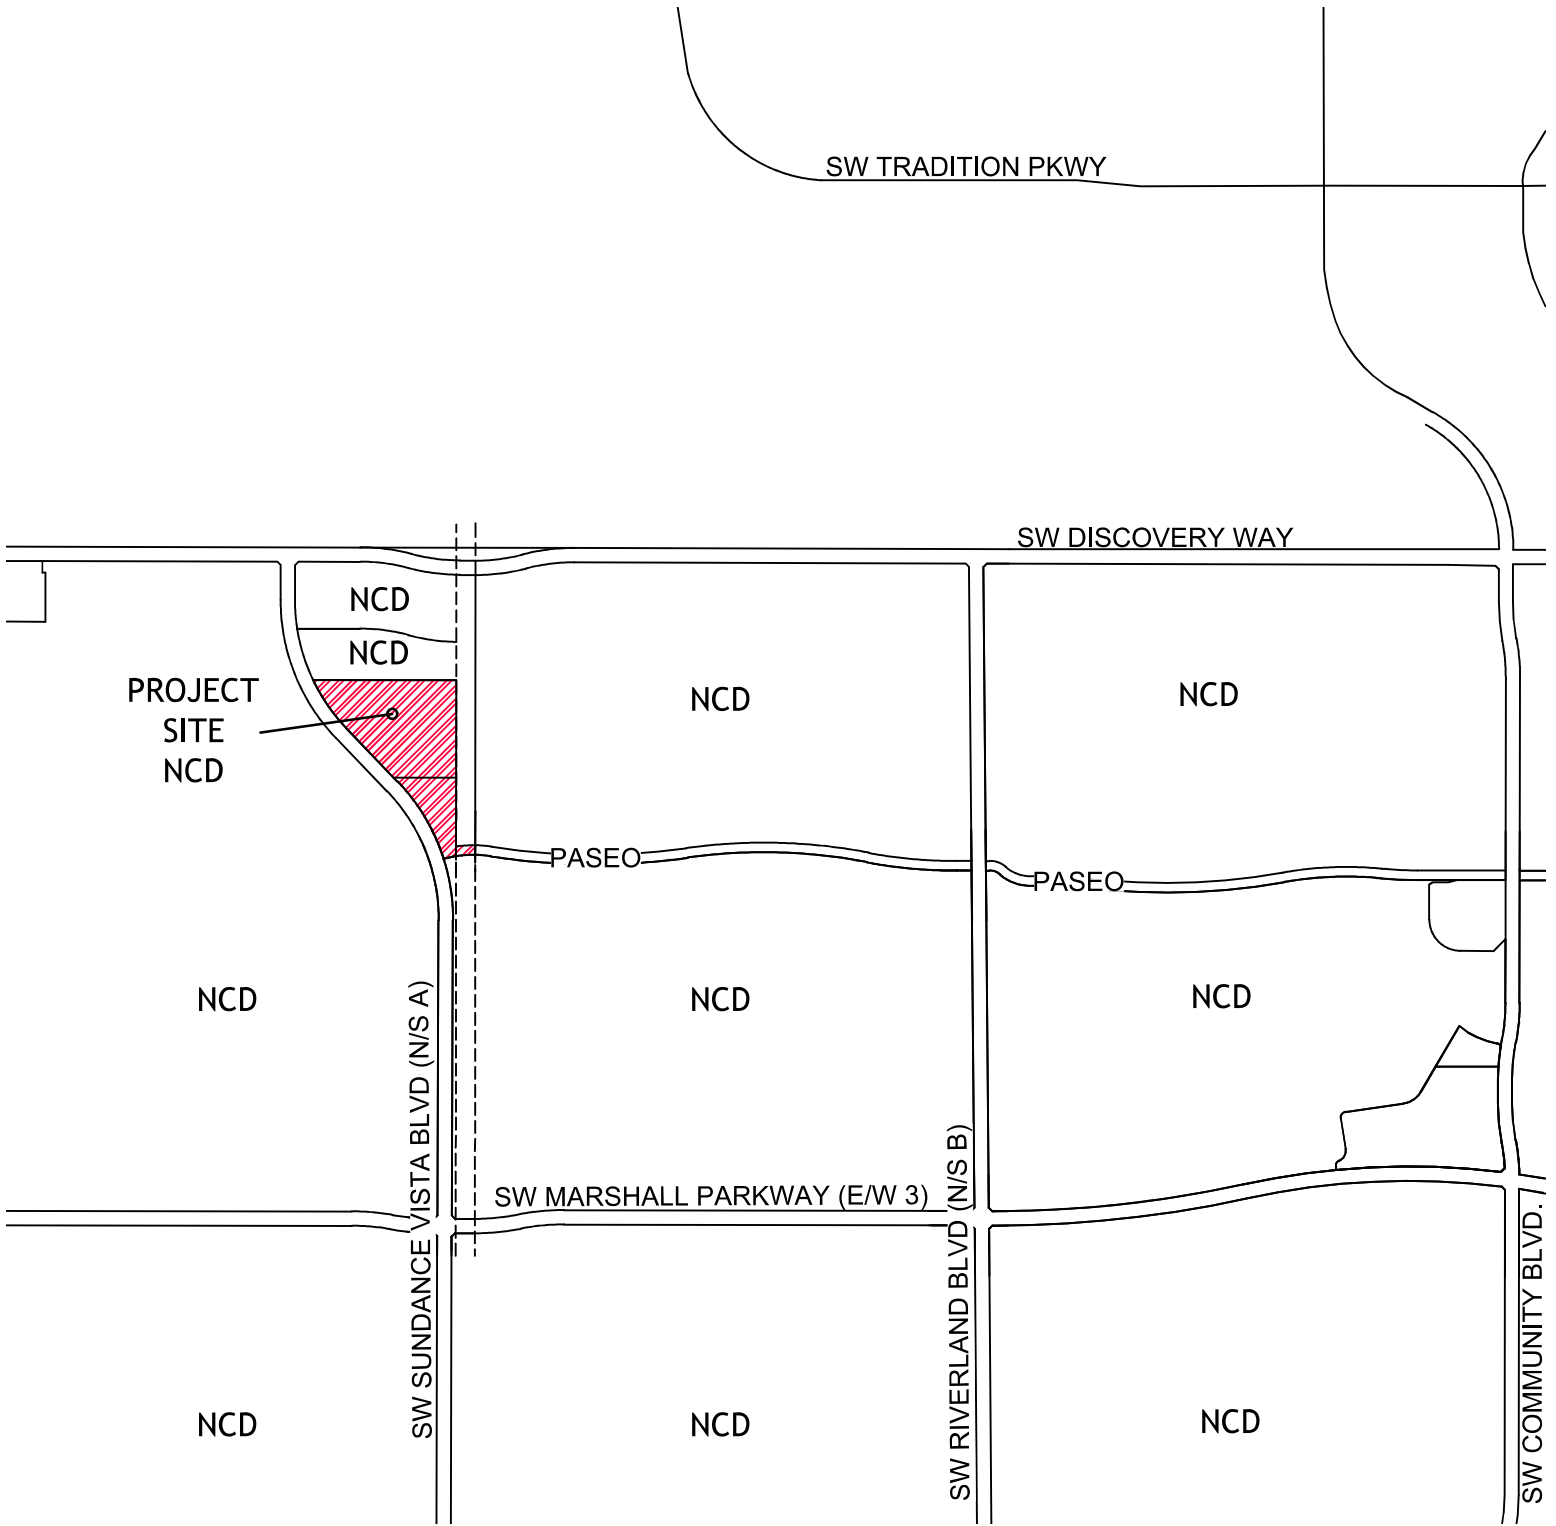 SW TRADITION PKWY
SW DISCOVERY WAY
NCD
NCD
PROJECT
SITE
NCD
NCD
NCD
PASEO
PASEO
NCD
NCD
NCD
SW SUNDANCE VISTA BLVD (N/S A)
SW MARSHALL PARKWAY (E/W 3)
SW RIVERLAND BLVD (N/S B)
SW COMMUNITY BLVD.
NCD
NCD
NCD